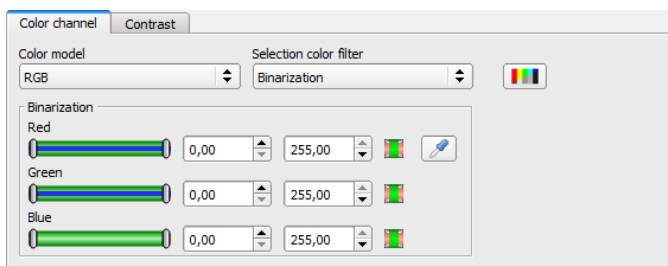 Color channel Contrast
Color model Selection color filter
RGB Binarization
Binarization
Red
0,00 255,00
Green
0,00 255,00
Blue
0,00 255,00